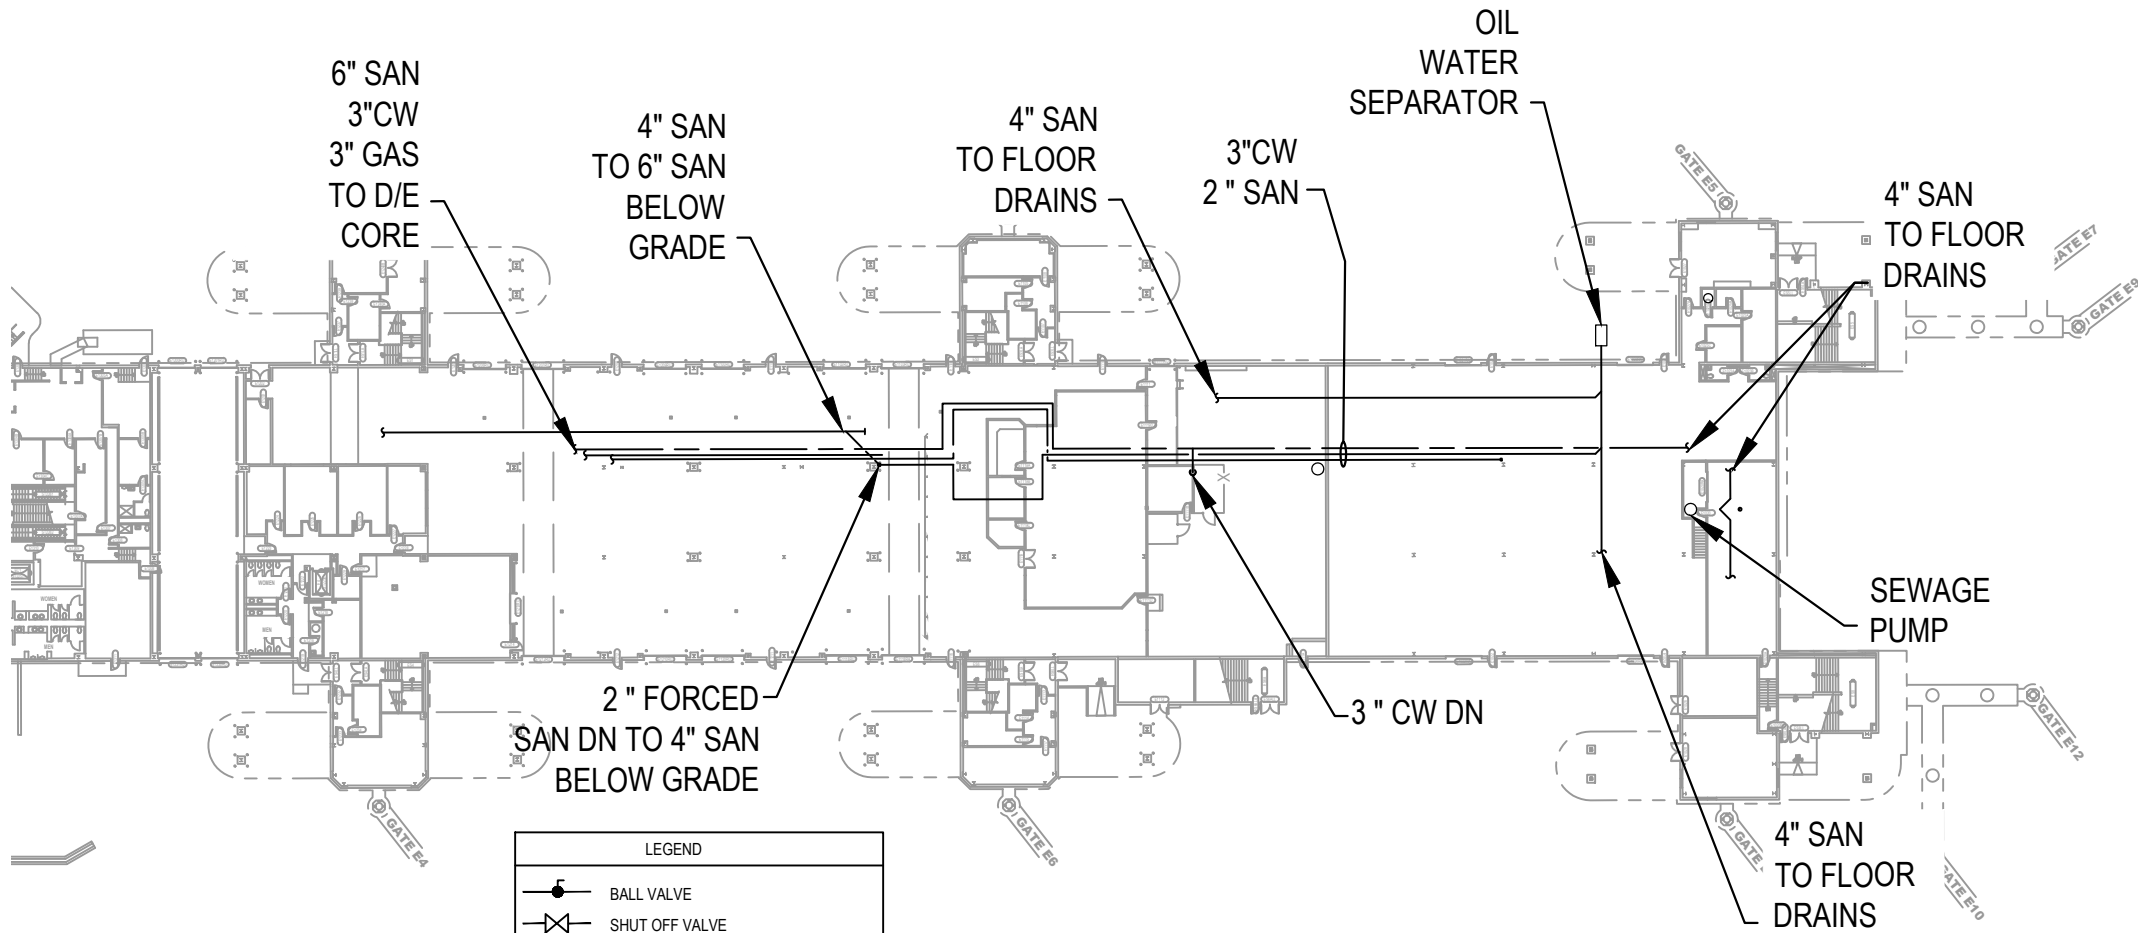 OIL
WATER
SEPARATOR
6" SAN
3"CW
3" GAS
TO D/E
CORE
4" SAN
TO 6" SAN
BELOW
GRADE
4" SAN
TO FLOOR
DRAINS
3"CW
2 " SAN
GATE E5
4" SAN
TO FLOOR
DRAINS
GATE E7
GATE E9
WOMEN
MEN
WOMEN
MEN
SEWAGE
PUMP
2 " FORCED
SAN DN TO 4" SAN
BELOW GRADE
3 " CW DN
GATE E12
GATE E4
GATE E6
GATE
4" SAN
TO FLOOR
DRAINS
GATE E10
LEGEND
BALL VALVE
SHUT OFF VALVE